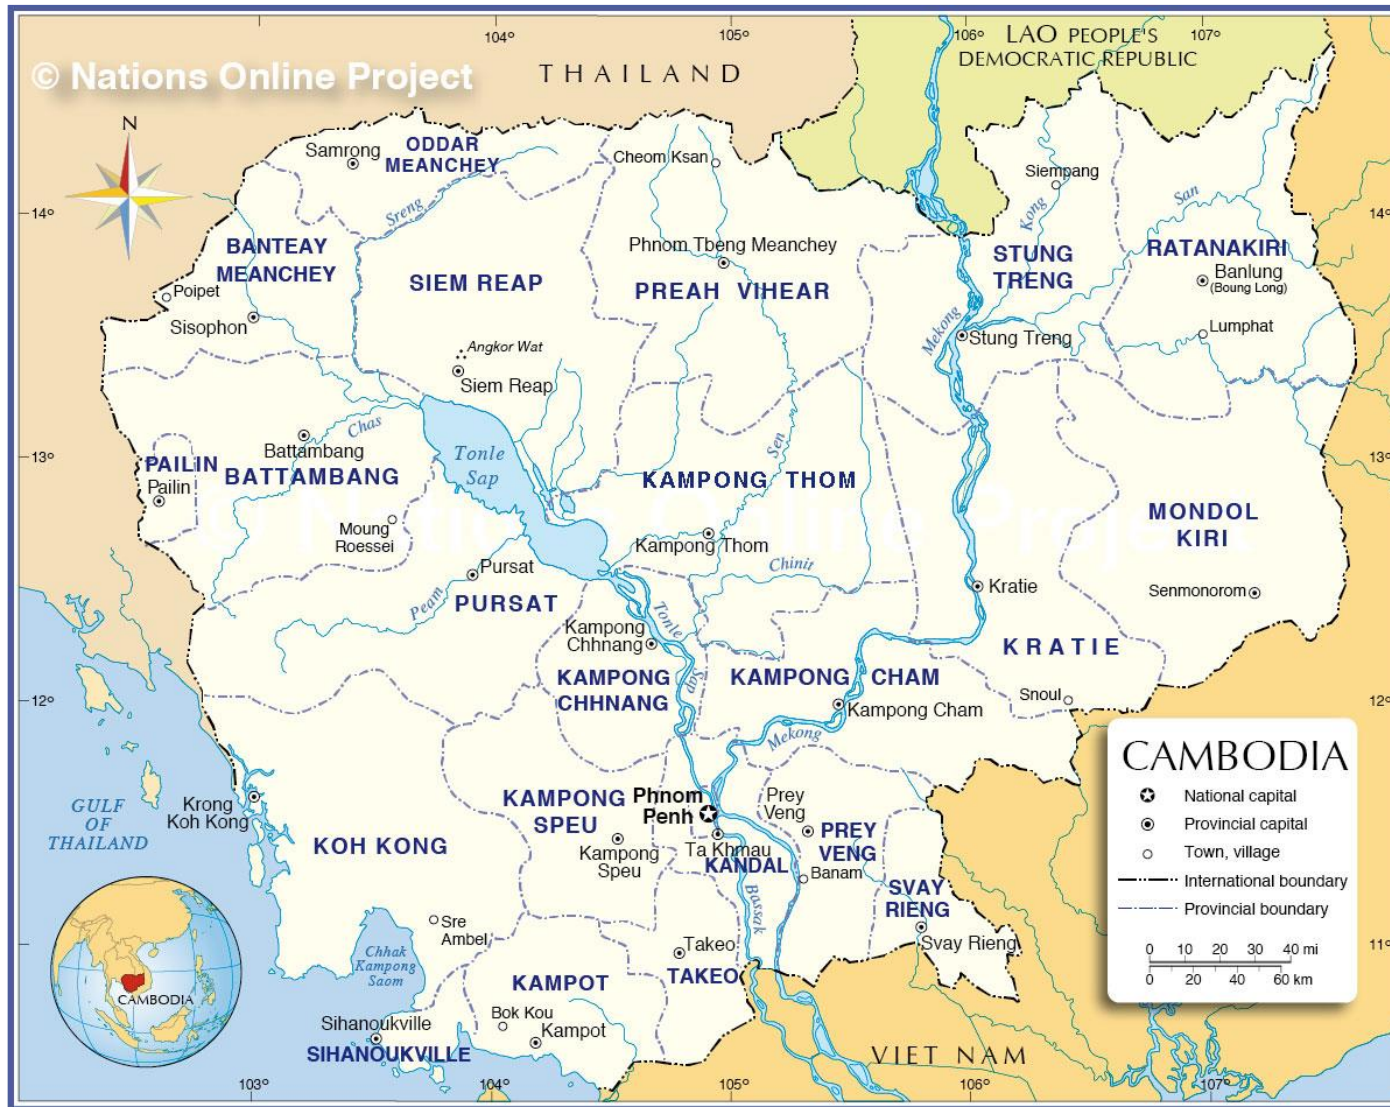 104°
105°
106°
107°
© Nations Online Project
THAILAND
LAO PEOPLE'S
DEMOCRATIC REPUBLIC
N
Samrong
ODDAR
MEANCHEY
Cheom Ksan
Siempang
14°
Sreng
Kong
San
14°
BANTEAY
MEANCHEY
Phnom Tbeng Meanchey
STUNG
TRENG
RATANAKIRI
Banlung
(Boung Long)
SIEM REAP
PREAH VIHEAR
Poipet
Sisophon
Mekong
Lumphat
Stung Treng
Angkor Wat
Siem Reap
Chas
Battambang
Tonle
Sap
Sen
13°
13°
PAILIN
Pailin
BATTAMBANG
KAMPONG THOM
© Nations Online Project
MONDOL
KIRI
Moung
Roessei
Kampong Thom
Pursat
Chinit
Kratie
Senmonorom
Peam
PURSAT
Kampong
Chhnang
Tonle
Sap
KRATIE
KAMPONG
CHHNANG
KAMPONG CHAM
12°
Kampong Cham
Snoul
12°
Mekong
CAMBODIA
National capital
Provincial capital
Town, village
International boundary
Provincial boundary
0 10 20 30 40 mi
0 20 40 60 km
GULF
OF
THAILAND
Krong
Koh Kong
KAMPONG
SPEU
Phnom
Penh
Prey
Veng
KOH KONG
Kampong
Speu
Ta Khmau
KANDAL
PREY
VENG
Banam
SVAY
RIENG
Bassak
Sre
Ambel
Svay Rieng
11°
Takeo
TAKEO
Chhak
Kampong
Saom
KAMPOT
CAMBODIA
Bok Kou
Kampot
Sihanoukville
SIHANOUKVILLE
VIET NAM
103°
104°
105°
106°
107°